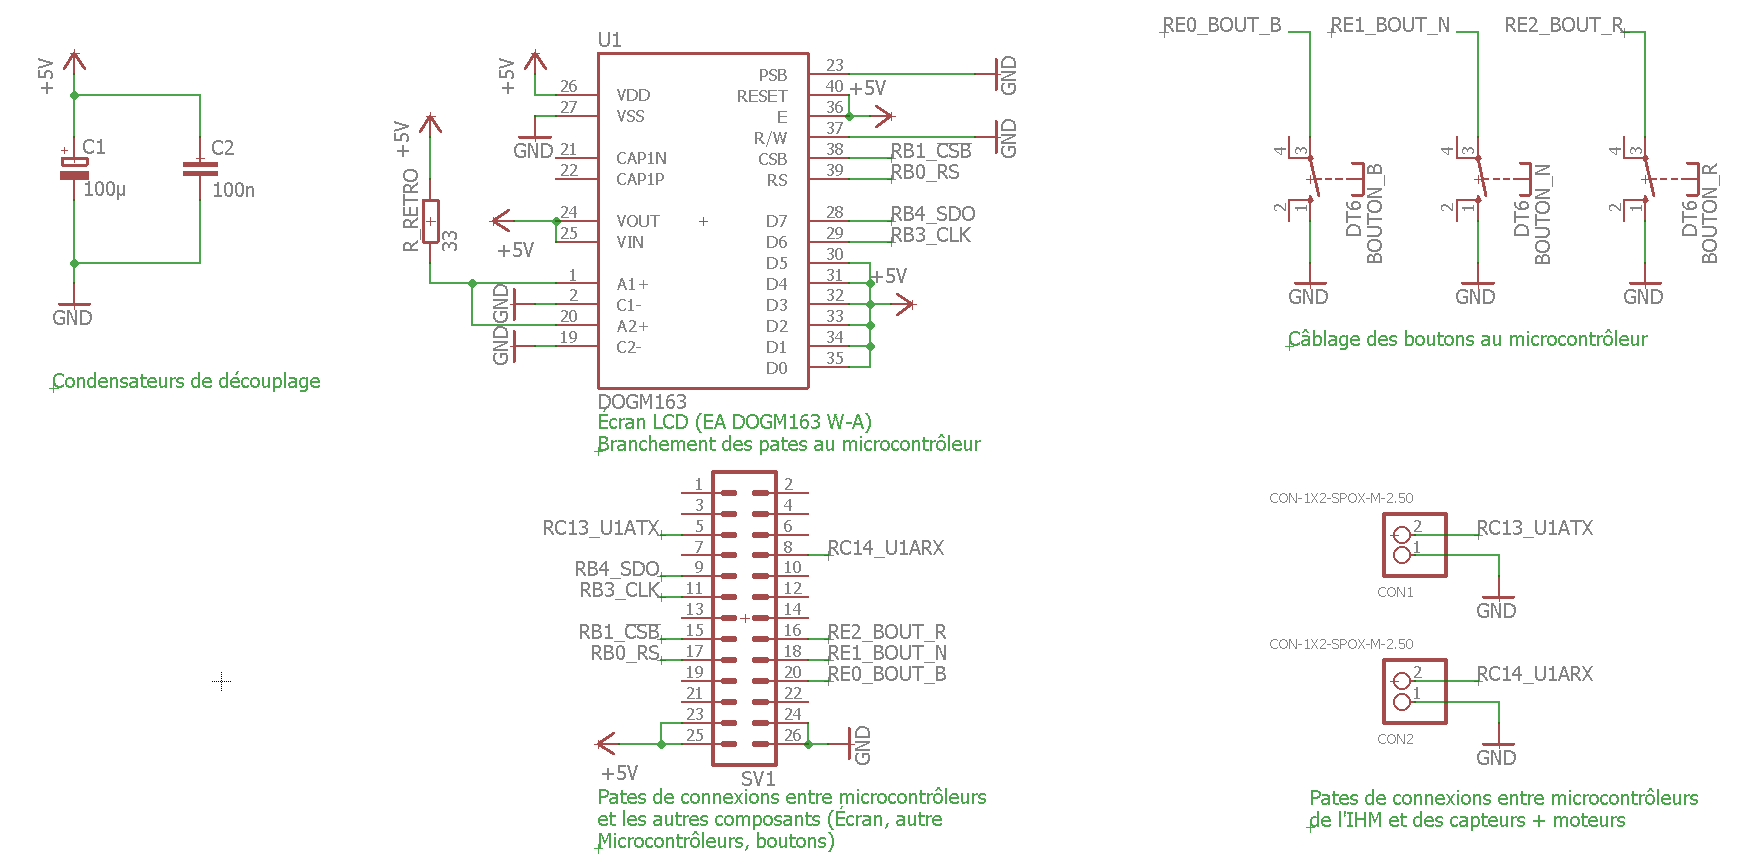 +5V
C1
100µ
C2
100n
GND
Condensateurs de découplage
U1
+5V
26
VDD
27
VSS
GND
21
CAP1N
22
CAP1P
24
VOUT
25
VIN
+5V
1
A1+
2
C1-
20
A2+
19
C2-
GND
GND
+5V
R_RETRO
33
PSB
23
GND
RESET
40
+5V
E
36
R/W
37
GND
CSB
38
RB1_CSB
RS
39
RB0_RS
D7
28
RB4_SDO
D6
29
RB3_CLK
D5
30
D4
31
+5V
D3
32
D2
33
D1
34
D0
35
DOGM163
Écran LCD (EA DOGM163 W-A)
Branchement des pates au microcontrôleur
RE0_BOUT_B
4
3
2
1
DT6
BOUTON_B
GND
RE1_BOUT_N
4
3
2
1
DT6
BOUTON_N
GND
RE2_BOUT_R
4
3
2
1
DT6
BOUTON_R
GND
Câblage des boutons au microcontrôleur
1 2
3 4
RC13_U1ATX 5 6
7 8 RC14_U1ARX
RB4_SDO 9 10
RB3_CLK 11 12
13 14
RB1_CSB 15 16 RE2_BOUT_R
RB0_RS 17 18 RE1_BOUT_N
19 20 RE0_BOUT_B
21 22
23 24
25 26
+5V
GND
SV1
Pates de connexions entre microcontrôleurs
et les autres composants (Écran, autre
Microcontrôleurs, boutons)
CON-1X2-SPOX-M-2.50
2 RC13_U1ATX
1
CON1
GND
CON-1X2-SPOX-M-2.50
2 RC14_U1ARX
1
CON2
GND
Pates de connexions entre microcontrôleurs
de l'IHM et des capteurs + moteurs